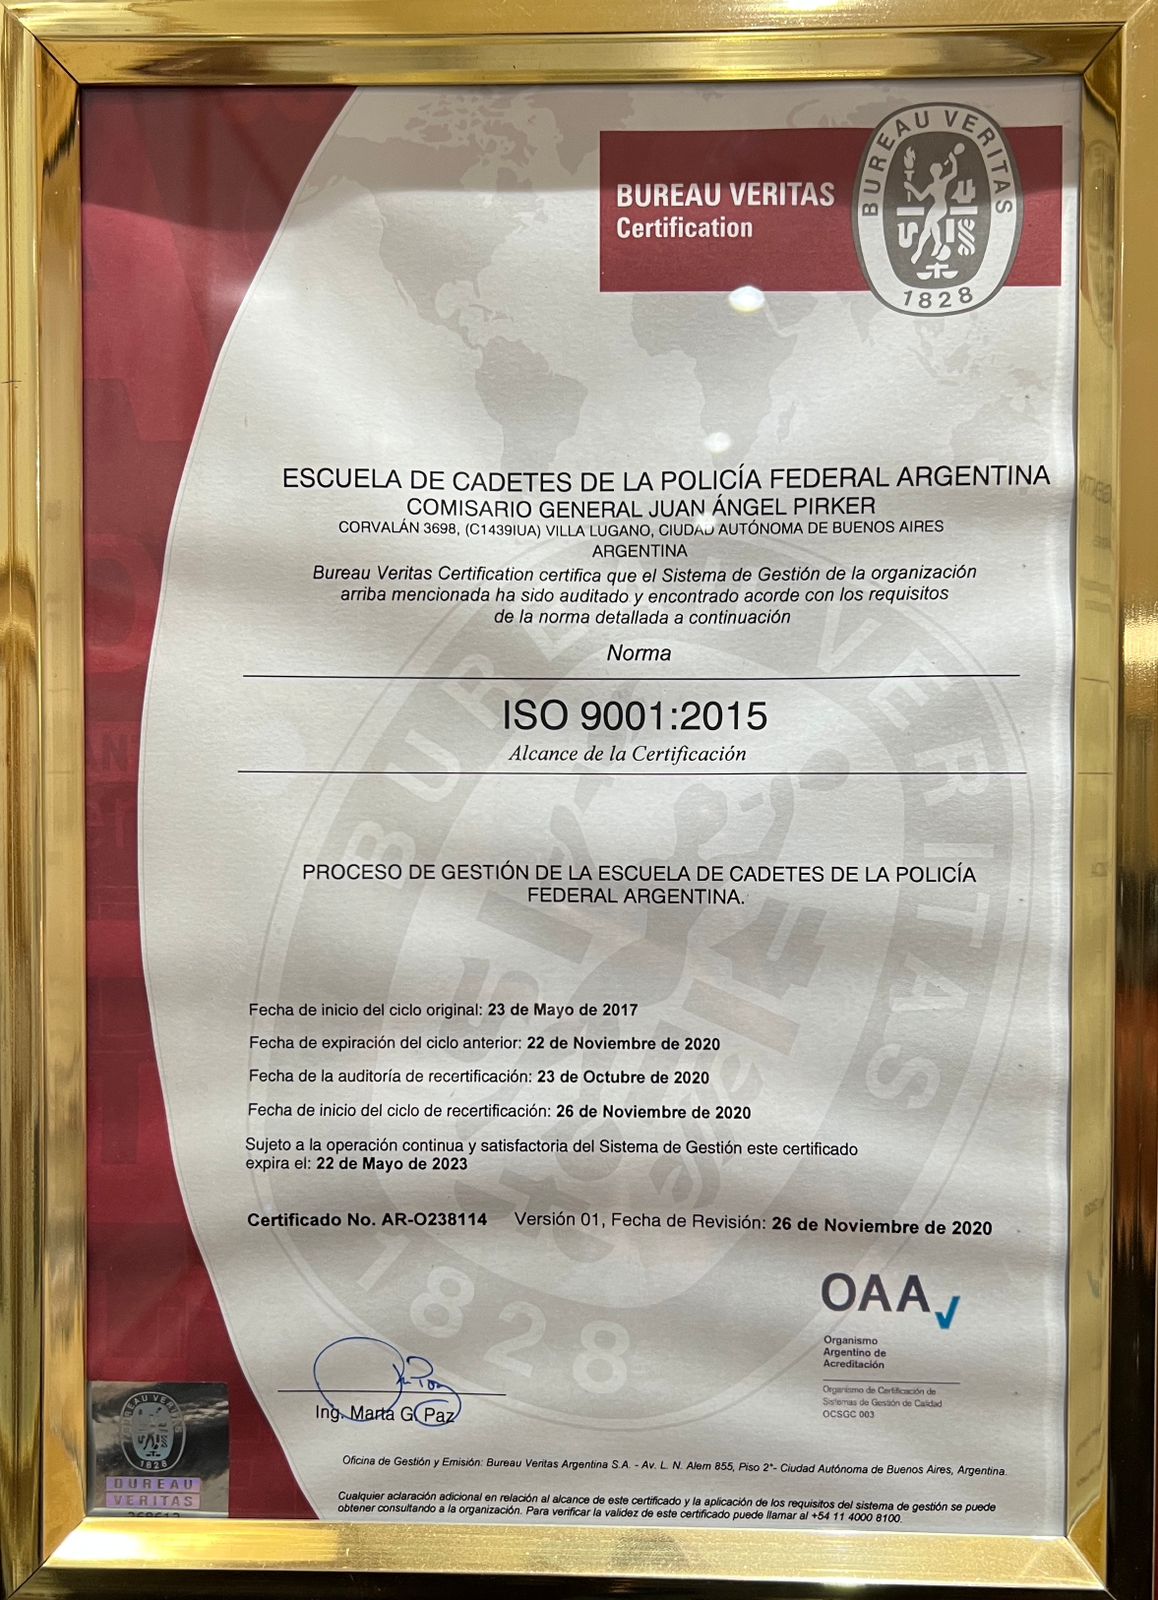 BUREAU VERITAS
Certification
BUREAU VERITAS
1828
ESCUELA DE CADETES DE LA POLICÍA FEDERAL ARGENTINA
COMISARIO GENERAL JUAN ÁNGEL PIRKER
CORVALÁN 3698, (C1439IUA) VILLA LUGANO, CIUDAD AUTÓNOMA DE BUENOS AIRES
ARGENTINA
Bureau Veritas Certification certifica que el Sistema de Gestión de la organización
arriba mencionada ha sido auditado y encontrado acorde con los requisitos
de la norma detallada a continuación
Norma
ISO 9001:2015
Alcance de la Certificación
BUREAU VERITAS
1828
PROCESO DE GESTIÓN DE LA ESCUELA DE CADETES DE LA POLICÍA
FEDERAL ARGENTINA.
Fecha de inicio del ciclo original: 23 de Mayo de 2017
Fecha de expiración del ciclo anterior: 22 de Noviembre de 2020
Fecha de la auditoría de recertificación: 23 de Octubre de 2020
Fecha de inicio del ciclo de recertificación: 26 de Noviembre de 2020
Sujeto a la operación continua y satisfactoria del Sistema de Gestión este certificado
expira el: 22 de Mayo de 2023
Certificado No. AR-O238114 Versión 01, Fecha de Revisión: 26 de Noviembre de 2020
OAA
Organismo
Argentino de
Acreditación
Organismo de Certificación de
Sistemas de Gestión de Calidad
OCSGC 003
Ing. Marta G. Paz
BUREAU VERITAS
1828
BUREAU
VERITAS
Oficina de Gestión y Emisión: Bureau Veritas Argentina S.A. - Av. L. N. Alem 855, Piso 2°- Ciudad Autónoma de Buenos Aires, Argentina.
Cualquier aclaración adicional en relación al alcance de este certificado y la aplicación de los requisitos del sistema de gestión se puede
obtener consultando a la organización. Para verificar la validez de este certificado puede llamar al +54 11 4000 8100.